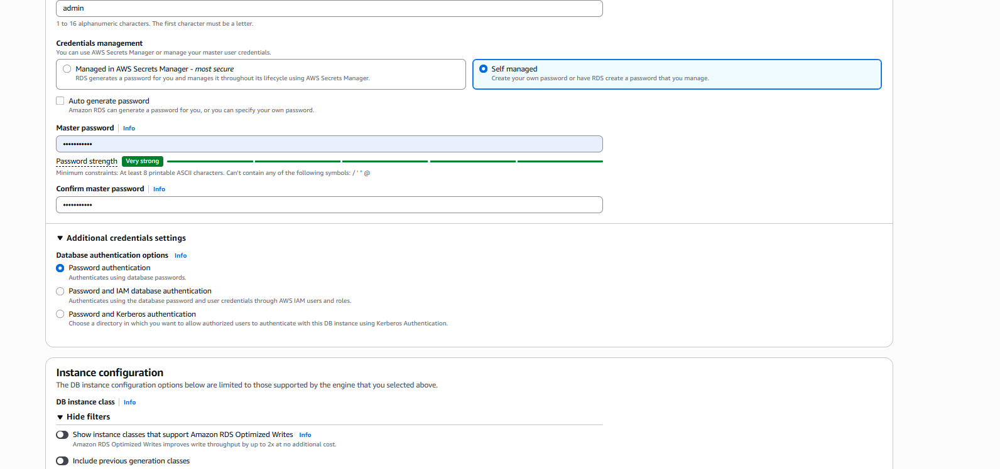 admin
1 to 16 alphanumeric characters. The first character must be a letter.
Credentials management
You can use AWS Secrets Manager or manage your master user credentials.
Managed in AWS Secrets Manager - most secure
RDS generates a password for you and manages it throughout its lifecycle using AWS Secrets Manager.
Self managed
Create your own password or have RDS create a password that you manage.
Auto generate password
Amazon RDS can generate a password for you, or you can specify your own password.
Master password Info
•••••••••••
Password strength Very strong
Minimum constraints: At least 8 printable ASCII characters. Can't contain any of the following symbols: / ' " @
Confirm master password Info
•••••••••••
Additional credentials settings
Database authentication options Info
Password authentication
Authenticates using database passwords.
Password and IAM database authentication
Authenticates using the database password and user credentials through AWS IAM users and roles.
Password and Kerberos authentication
Choose a directory in which you want to allow authorized users to authenticate with this DB instance using Kerberos Authentication.
Instance configuration
The DB instance configuration options below are limited to those supported by the engine that you selected above.
DB instance class Info
Hide filters
Show instance classes that support Amazon RDS Optimized Writes Info
Amazon RDS Optimized Writes improves write throughput by up to 2x at no additional cost.
Include previous generation classes